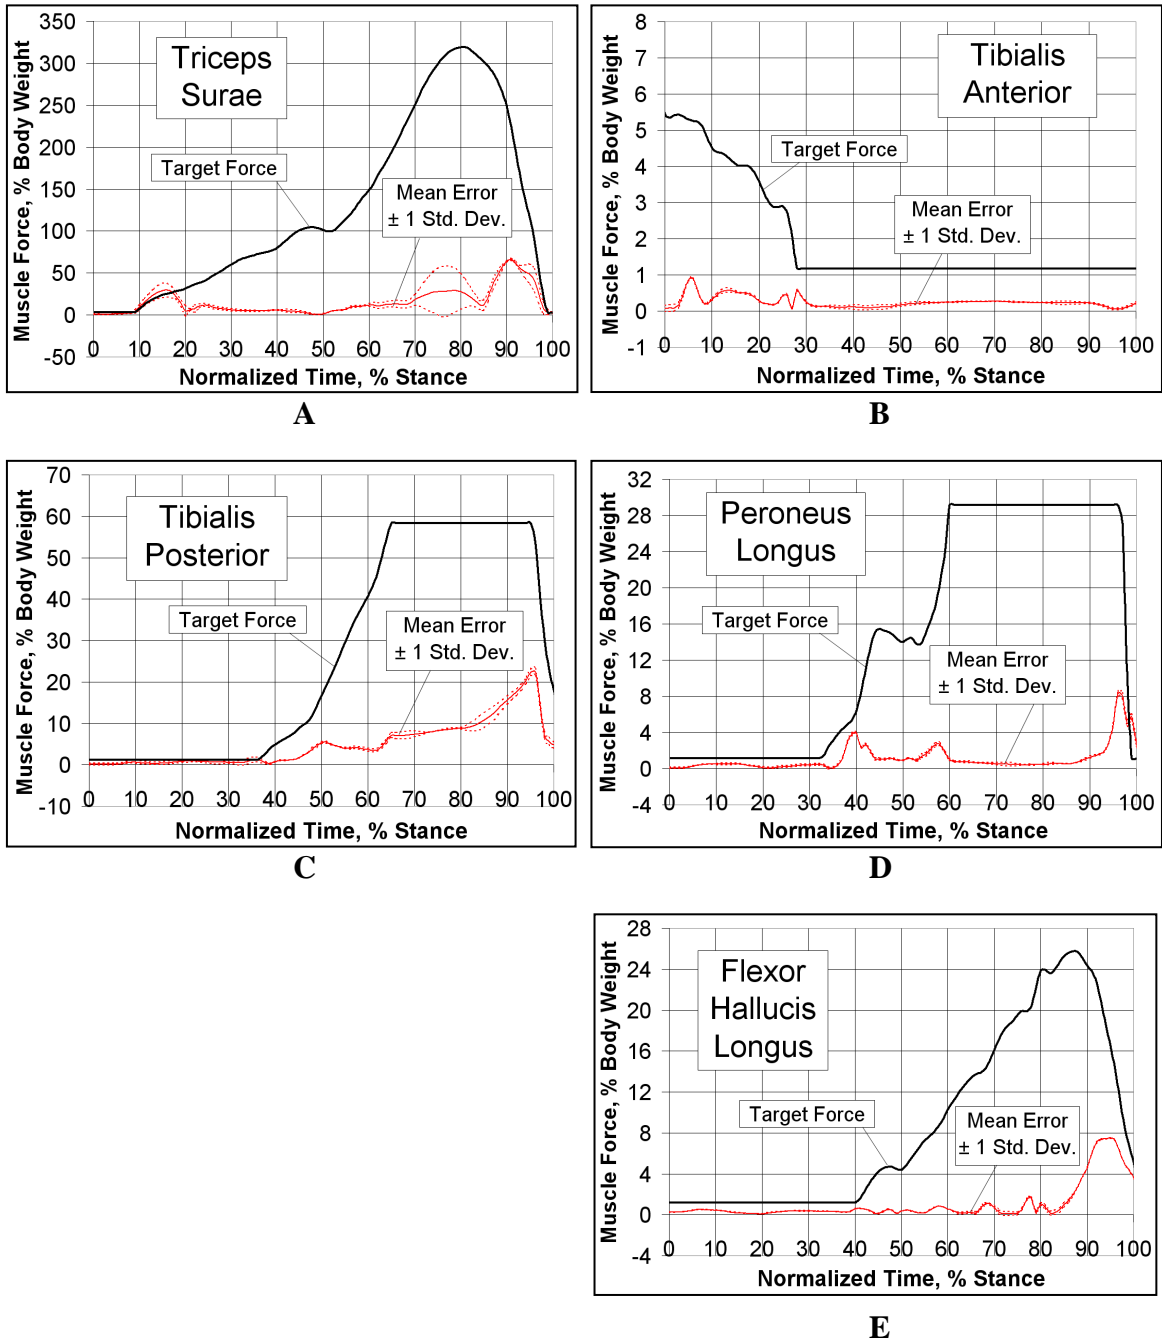 Muscle Force, % Body Weight
350
300
250
200
150
100
50
0
-50
Triceps
Surae
Target Force
Mean Error
± 1 Std. Dev.
0 10 20 30 40 50 60 70 80 90 100
Normalized Time, % Stance
A
Muscle Force, % Body Weight
8
7
6
5
4
3
2
1
0
-1
Tibialis
Anterior
Target Force
Mean Error
± 1 Std. Dev.
0 10 20 30 40 50 60 70 80 90 100
Normalized Time, % Stance
B
Muscle Force, % Body Weight
70
60
50
40
30
20
10
0
-10
Tibialis
Posterior
Target Force
Mean Error
± 1 Std. Dev.
0 10 20 30 40 50 60 70 80 90 100
Normalized Time, % Stance
C
Muscle Force, % Body Weight
32
28
24
20
16
12
8
4
0
-4
Peroneus
Longus
Target Force
Mean Error
± 1 Std. Dev.
0 10 20 30 40 50 60 70 80 90 100
Normalized Time, % Stance
D
Muscle Force, % Body Weight
28
24
20
16
12
8
4
0
-4
Flexor
Hallucis
Longus
Target Force
Mean Error
± 1 Std. Dev.
0 10 20 30 40 50 60 70 80 90 100
Normalized Time, % Stance
E